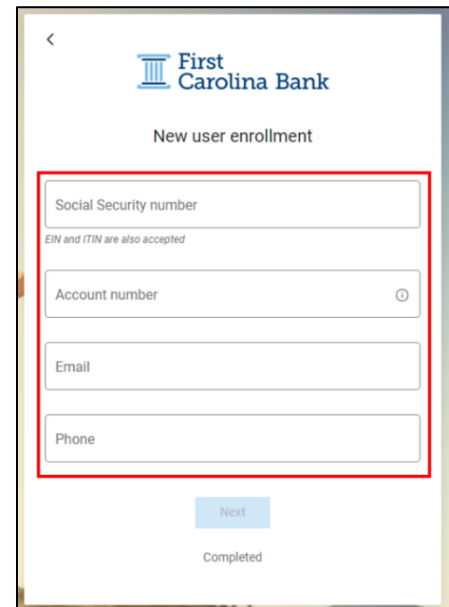 First
Carolina Bank
New user enrollment
Social Security number
EIN and ITIN are also accepted
Account number
Email
Phone
Next
Completed